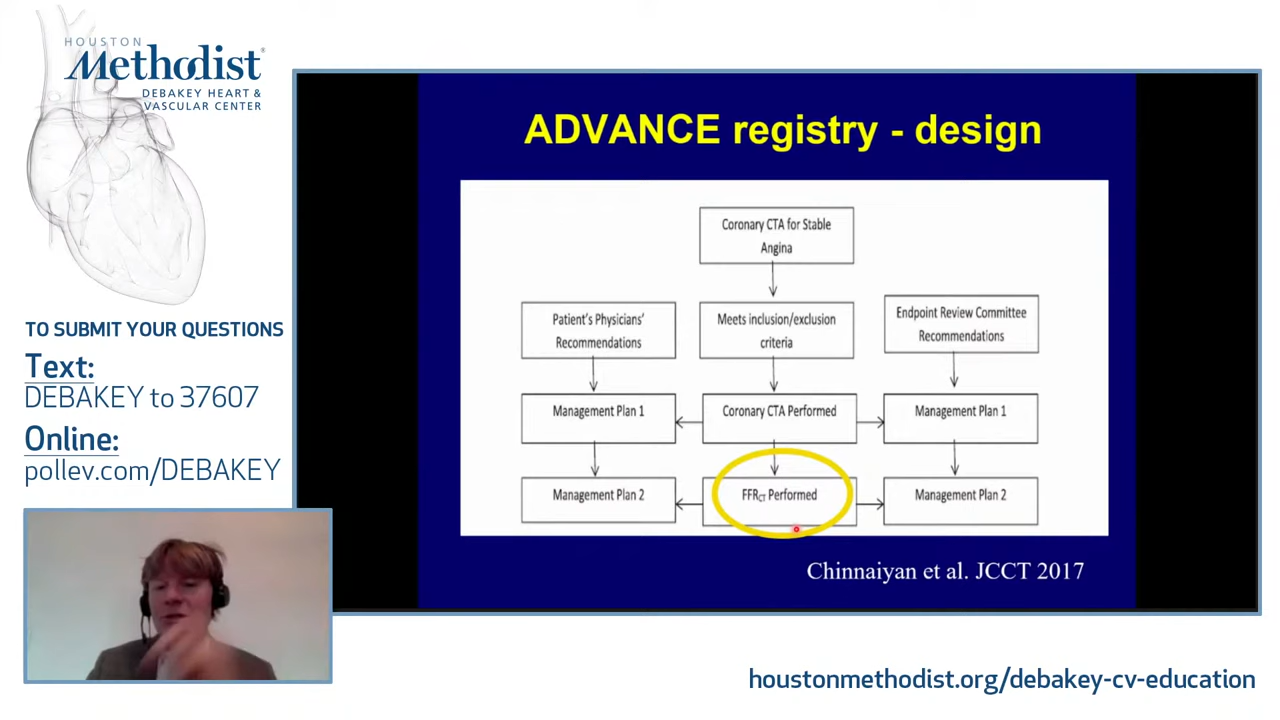 HOUSTON
Methodist®
DEBAKEY HEART &
VASCULAR CENTER
TO SUBMIT YOUR QUESTIONS
Text:
DEBAKEY to 37607
Online:
pollev.com/DEBAKEY
ADVANCE registry - design
Coronary CTA for Stable
Angina
Patient's Physicians'
Recommendations
Meets inclusion/exclusion
criteria
Endpoint Review Committee
Recommendations
Management Plan 1
Coronary CTA Performed
Management Plan 1
Management Plan 2
FFRCT Performed
Management Plan 2
Chinnaiyan et al. JCCT 2017
houstonmethodist.org/debakey-cv-education